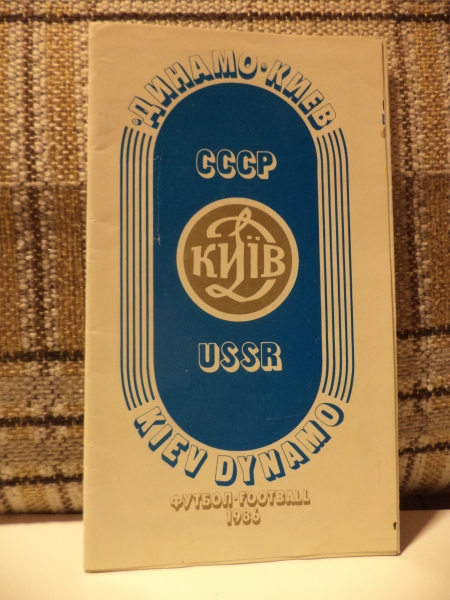 •ДИНАМО•КИЕВ
СССР
КИЇВ
USSR
KIEV DYNAMO
ФУТБОЛ-FOOTBALL
1986